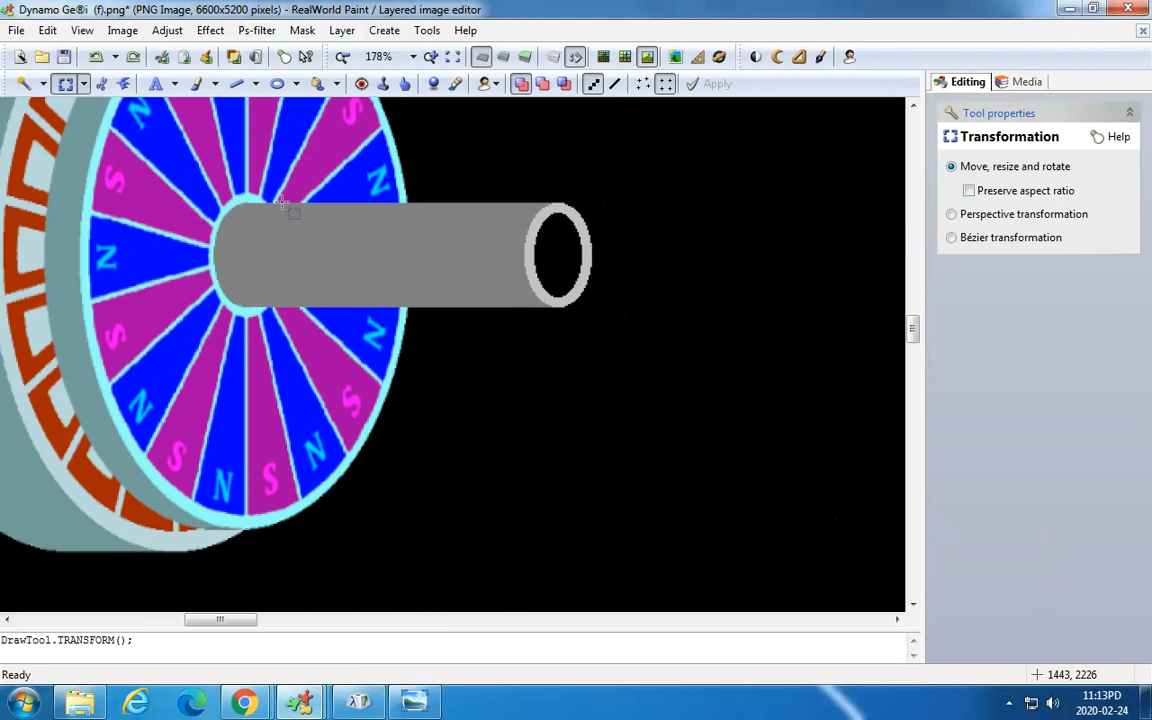 Dynamo Ge®i  (f).png* (PNG Image, 6600x5200 pixels) - RealWorld Paint / Layered image editor
File Edit View Image Adjust Effect Ps-filter Mask Layer Create Tools Help
178%
Apply
Editing Media
Tool properties
Transformation Help
Move, resize and rotate
Preserve aspect ratio
Perspective transformation
Bézier transformation
N S N
S N
N
S N
N S
S N
N S
DrawTool.TRANSFORM();
Ready 1443, 2226
11:13PD
2020-02-24